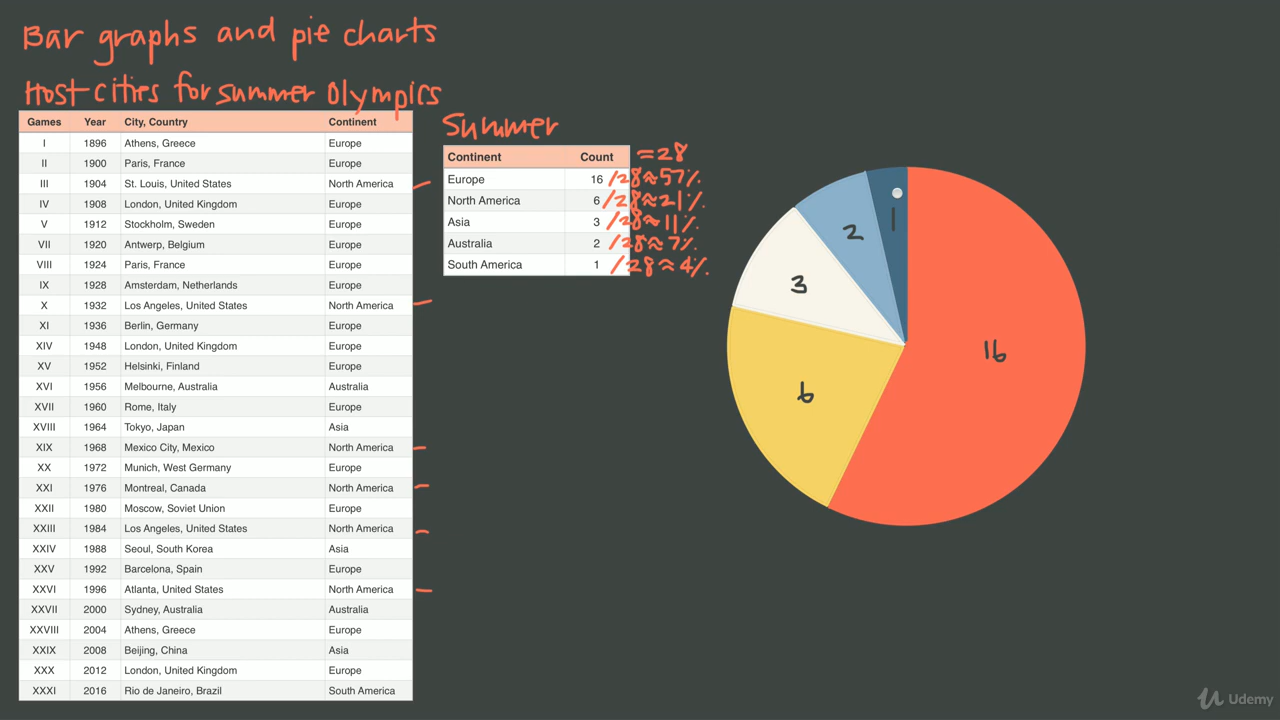 Bar graphs and pie charts
Host cities for summer Olympics
Games Year City, Country Continent
I 1896 Athens, Greece Europe
II 1900 Paris, France Europe
III 1904 St. Louis, United States North America
IV 1908 London, United Kingdom Europe
V 1912 Stockholm, Sweden Europe
VII 1920 Antwerp, Belgium Europe
VIII 1924 Paris, France Europe
IX 1928 Amsterdam, Netherlands Europe
X 1932 Los Angeles, United States North America
XI 1936 Berlin, Germany Europe
XIV 1948 London, United Kingdom Europe
XV 1952 Helsinki, Finland Europe
XVI 1956 Melbourne, Australia Australia
XVII 1960 Rome, Italy Europe
XVIII 1964 Tokyo, Japan Asia
XIX 1968 Mexico City, Mexico North America
XX 1972 Munich, West Germany Europe
XXI 1976 Montreal, Canada North America
XXII 1980 Moscow, Soviet Union Europe
XXIII 1984 Los Angeles, United States North America
XXIV 1988 Seoul, South Korea Asia
XXV 1992 Barcelona, Spain Europe
XXVI 1996 Atlanta, United States North America
XXVII 2000 Sydney, Australia Australia
XXVIII 2004 Athens, Greece Europe
XXIX 2008 Beijing, China Asia
XXX 2012 London, United Kingdom Europe
XXXI 2016 Rio de Janeiro, Brazil South America
Summer
Continent Count =28
Europe 16 /28≈57%
North America 6 /28≈21%
Asia 3 /28≈11%
Australia 2 /28≈7%
South America 1 /28≈4%
1
2
3
16
6
Udemy